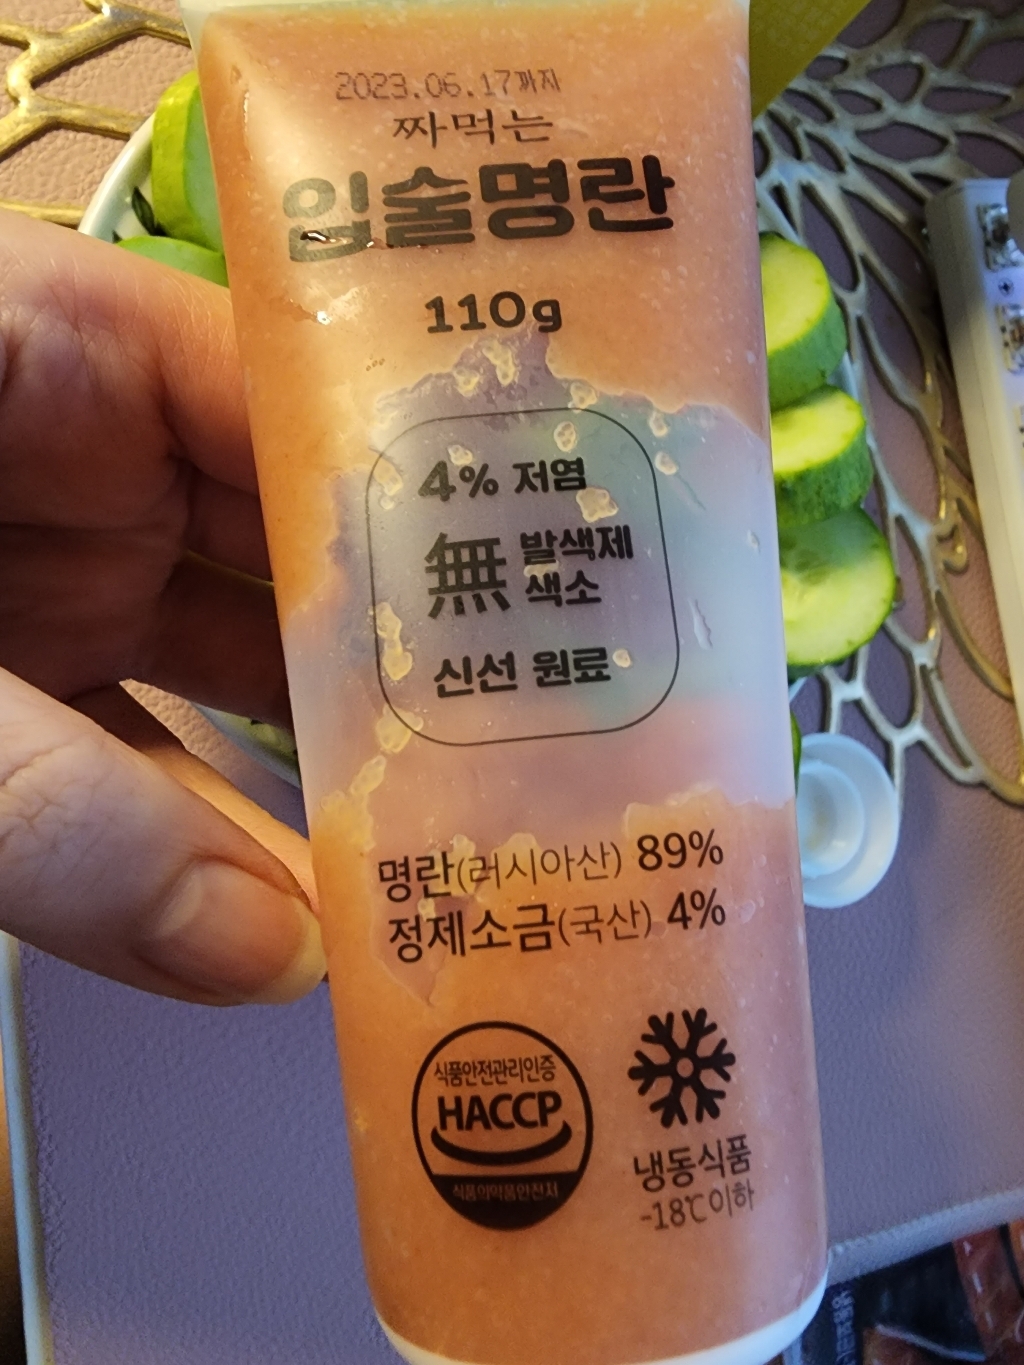 2023.06.17까지
짜먹는
입술명란
110g
4% 저염
無 발색제
색소
신선 원료
명란(러시아산) 89%
정제소금(국산) 4%
식품안전관리인증
HACCP
식품의약품안전처
냉동식품
-18℃이하